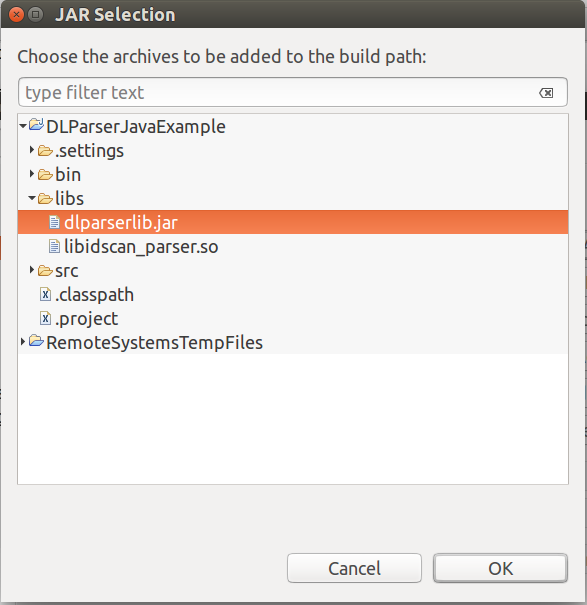 JAR Selection
Choose the archives to be added to the build path:
type filter text
DLParserJavaExample
.settings
bin
libs
dlparserlib.jar
libidscan_parser.so
src
.classpath
.project
RemoteSystemsTempFiles
Cancel
OK